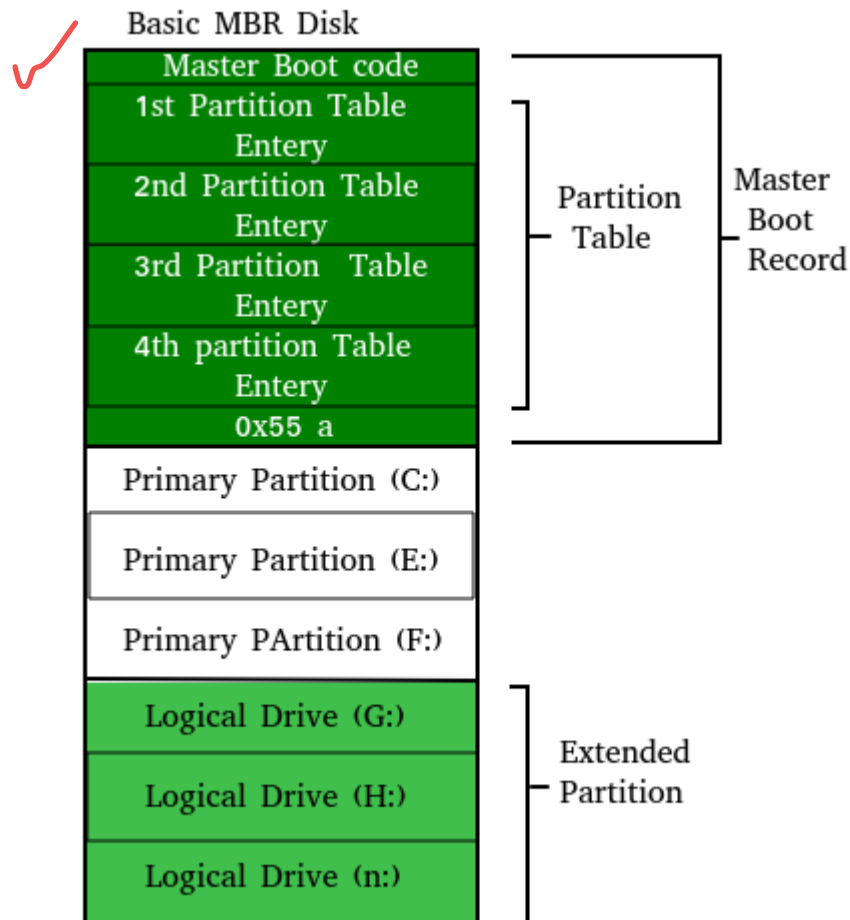 Basic MBR Disk
Master Boot code
1st Partition Table
Entery
2nd Partition Table
Entery
3rd Partition Table
Entery
4th partition Table
Entery
0x55 a
Partition
Table
Master
Boot
Record
Primary Partition (C:)
Primary Partition (E:)
Primary PArtition (F:)
Logical Drive (G:)
Logical Drive (H:)
Logical Drive (n:)
Extended
Partition